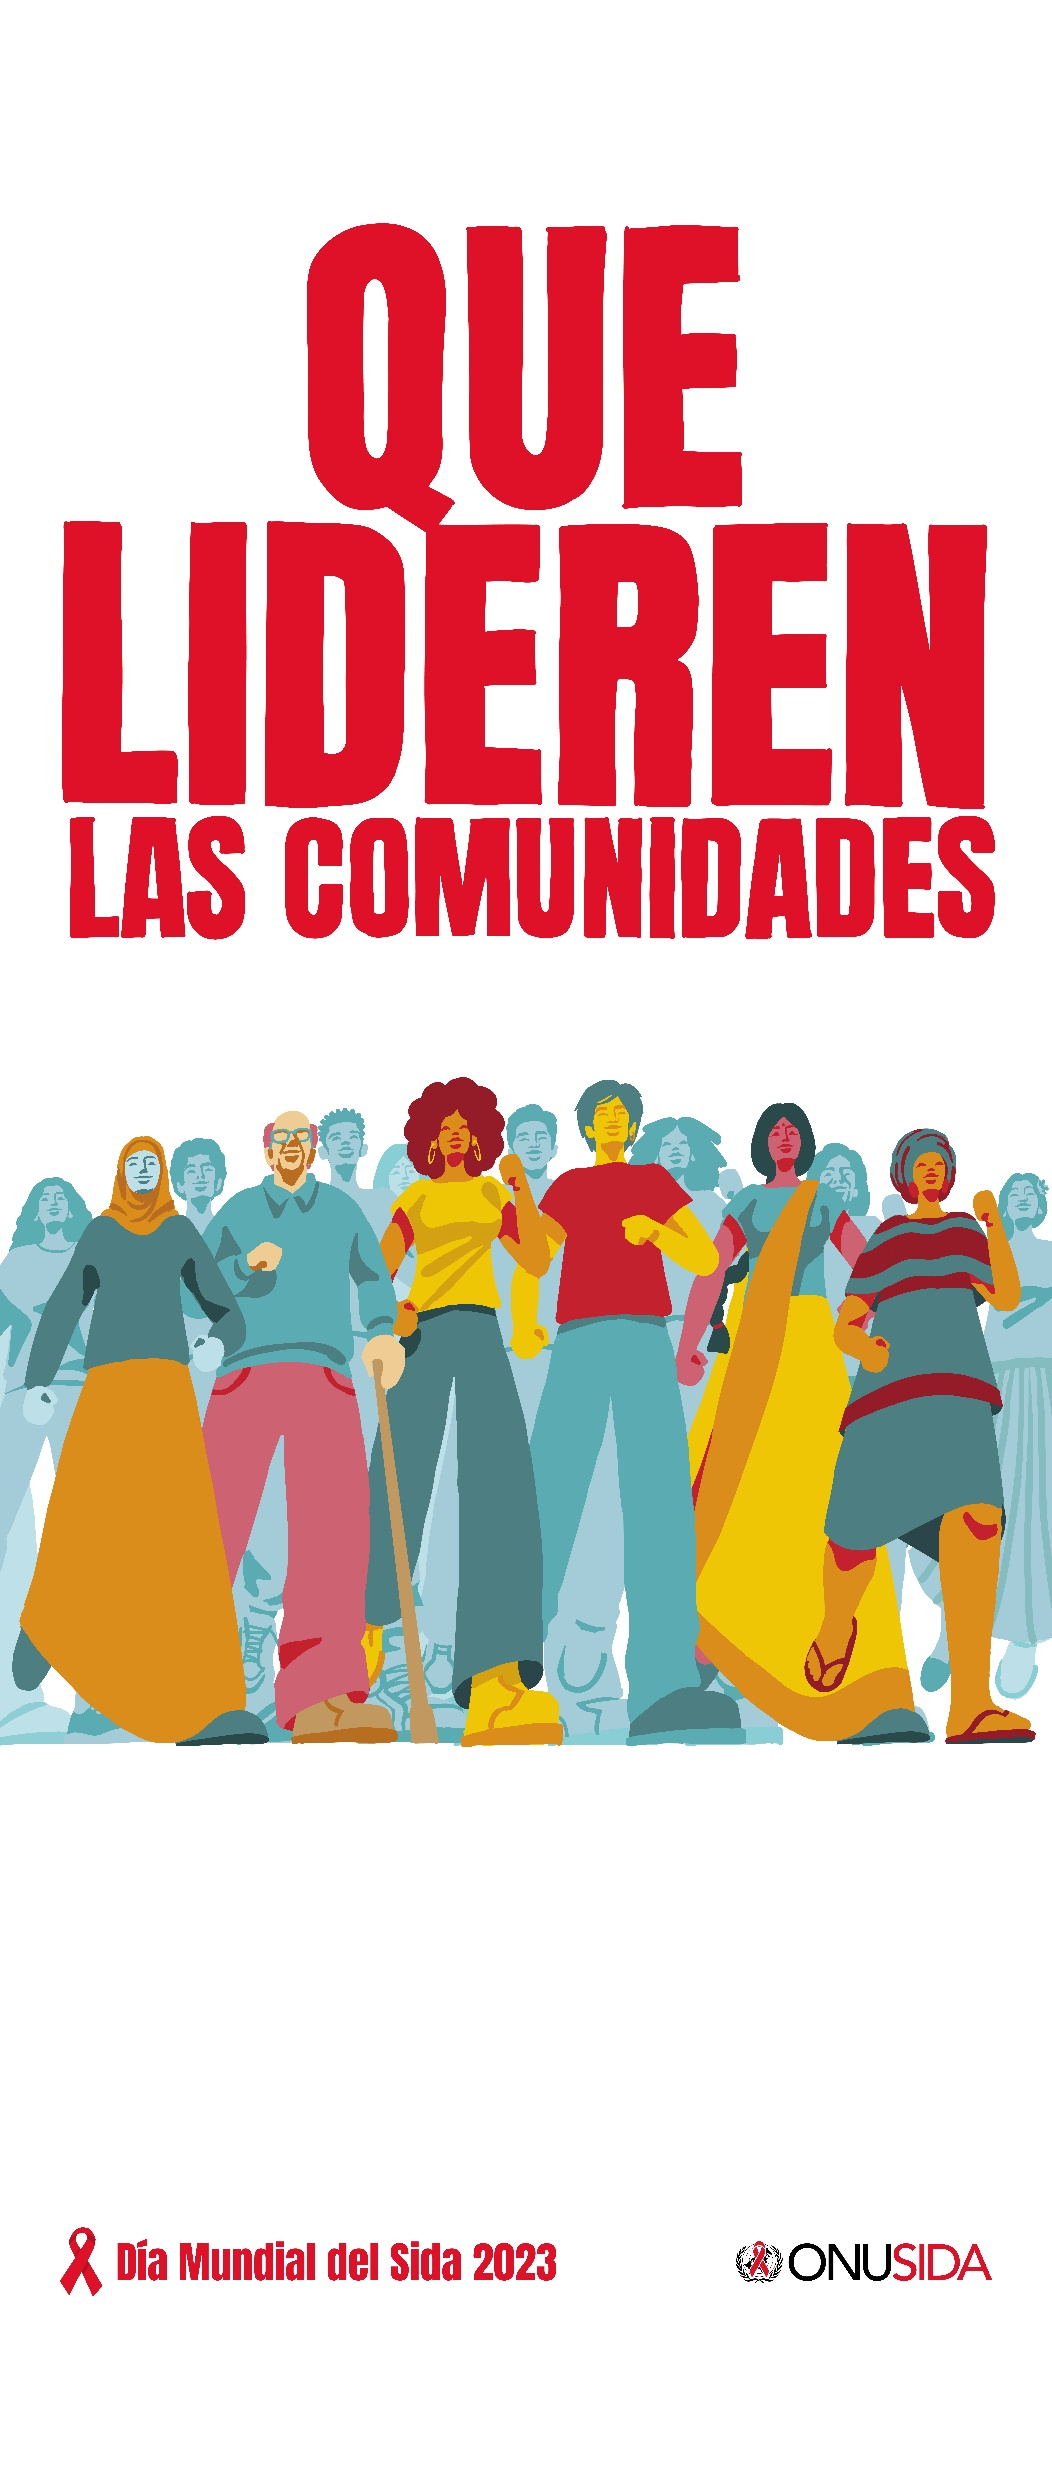 QUE
LIDEREN
LAS COMUNIDADES
Día Mundial del Sida 2023
ONUSIDA